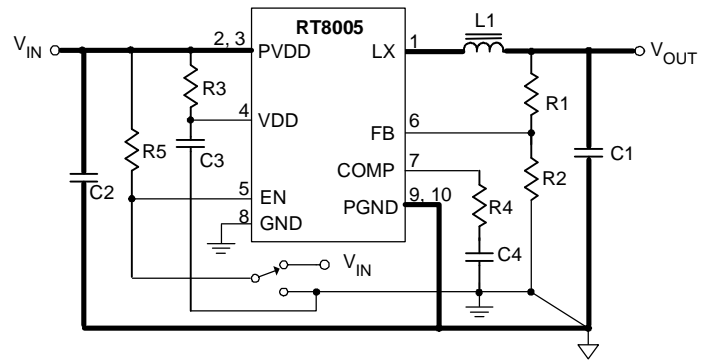 RT8005
L1
VIN
2, 3
PVDD
LX
1
VOUT
R3
R1
4
VDD
FB
6
C3
R5
COMP
7
R2
C1
C2
5
EN
PGND
9, 10
R4
8
GND
C4
VIN